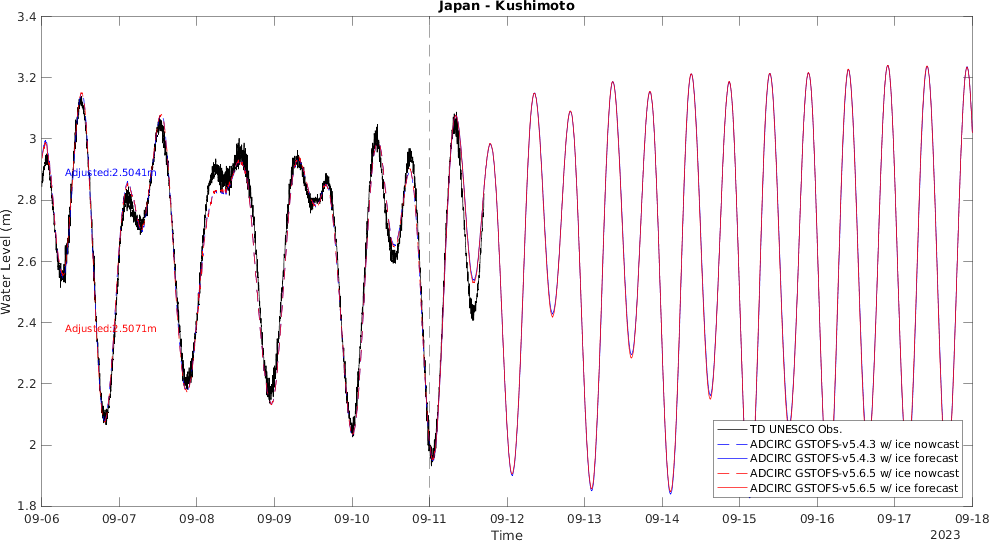 Japan - Kushimoto
3.4
3.2
3
2.8
2.6
2.4
2.2
2
1.8
Water Level (m)
Adjusted:2.5041m
Adjusted:2.5071m
TD UNESCO Obs.
ADCIRC GSTOFS-v5.4.3 w/ ice nowcast
ADCIRC GSTOFS-v5.4.3 w/ ice forecast
ADCIRC GSTOFS-v5.6.5 w/ ice nowcast
ADCIRC GSTOFS-v5.6.5 w/ ice forecast
09-06 09-07 09-08 09-09 09-10 09-11 09-12 09-13 09-14 09-15 09-16 09-17 09-18
Time
2023